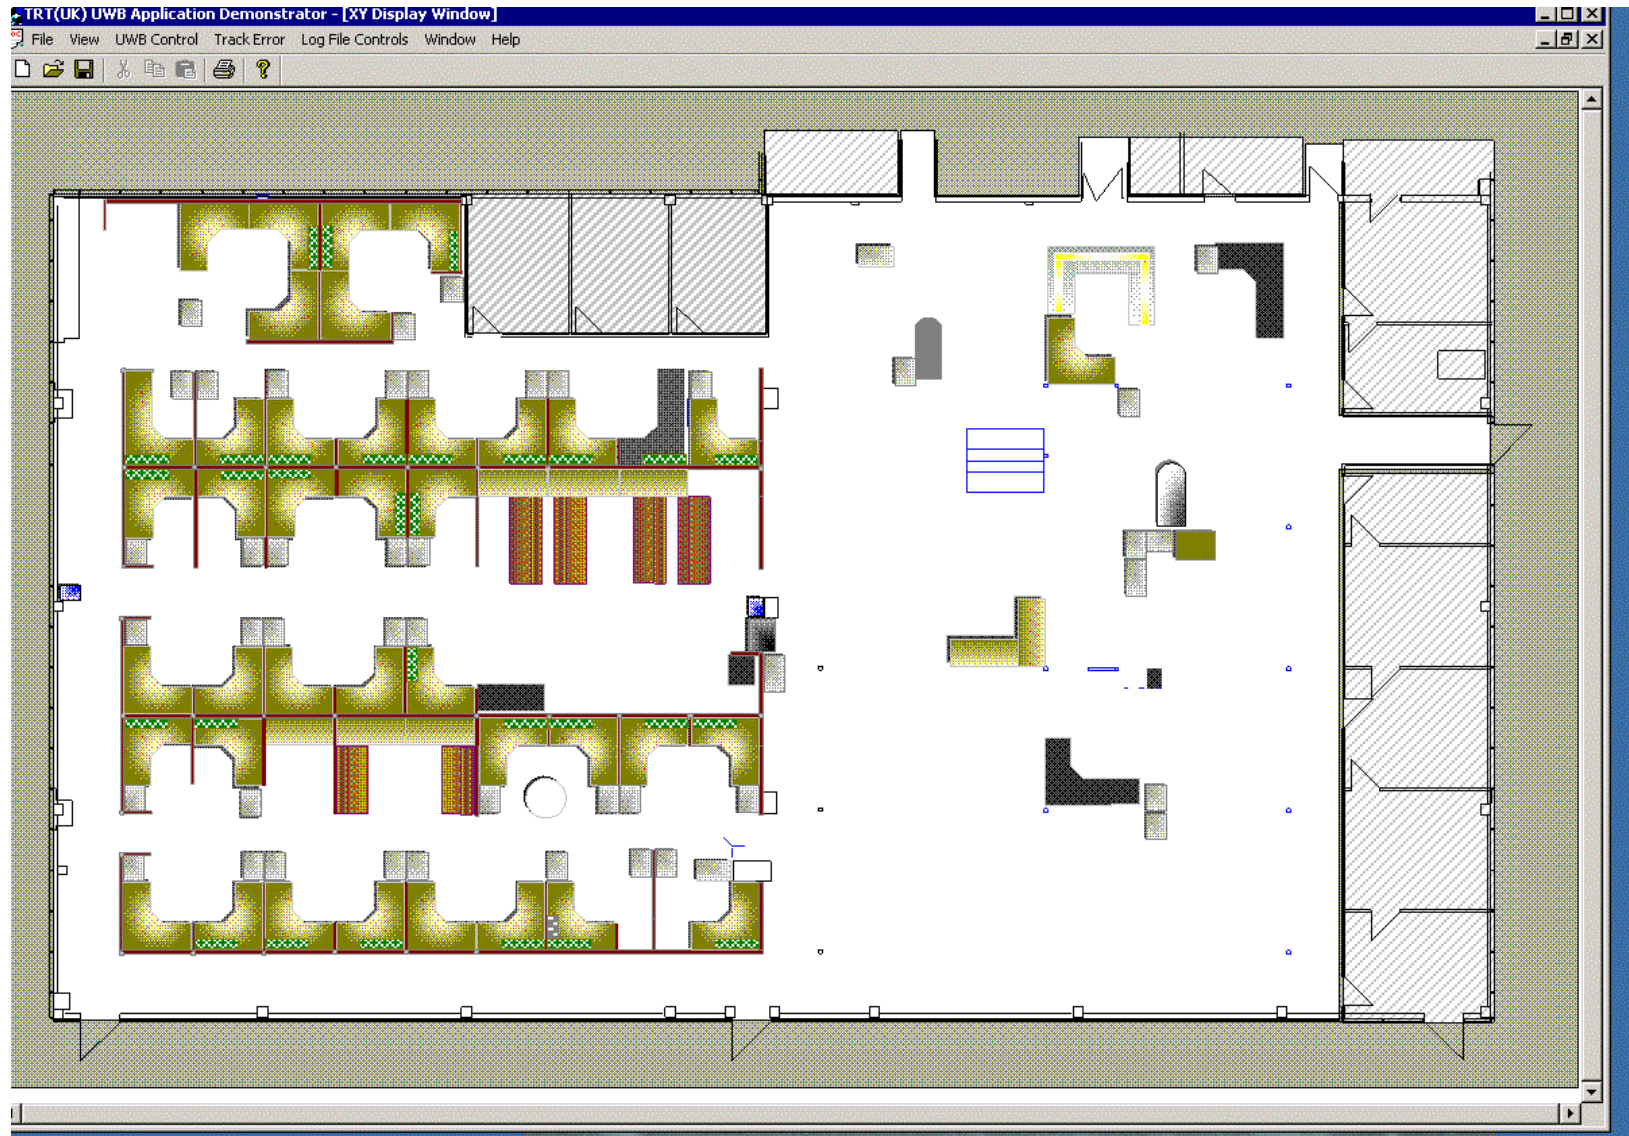 TRT(UK) UWB Application Demonstrator - [XY Display Window]
File View UWB Control Track Error Log File Controls Window Help